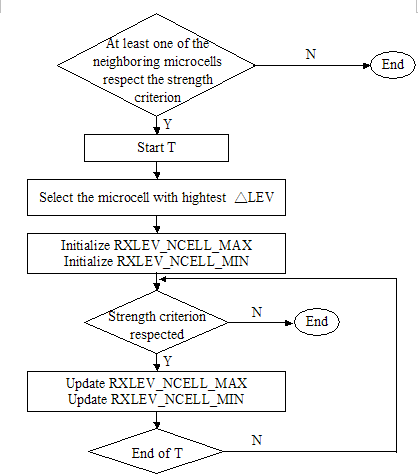 At least one of the
neighboring microcells
respect the strength
criterion
N
End
Y
Start T
Select the microcell with hightest △LEV
Initialize RXLEV_NCELL_MAX
Initialize RXLEV_NCELL_MIN
Strength criterion
respected
N
End
Y
Update RXLEV_NCELL_MAX
Update RXLEV_NCELL_MIN
End of T
N